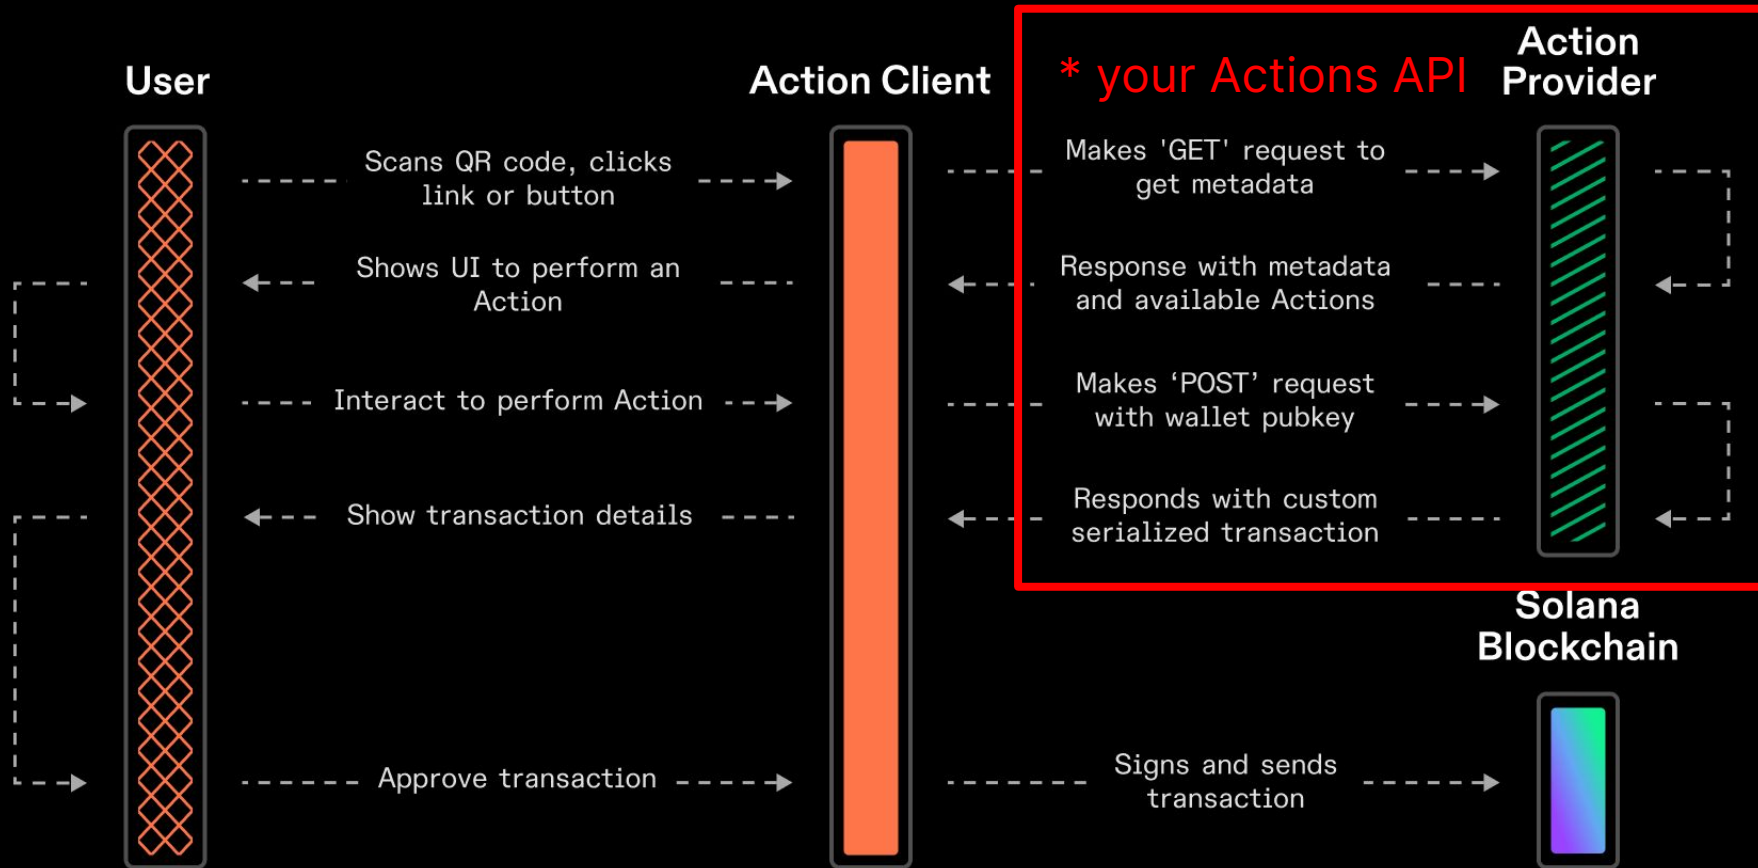 User
Action Client
* your Actions API
Action
Provider
Scans QR code, clicks
link or button
Makes 'GET' request to
get metadata
Shows UI to perform an
Action
Response with metadata
and available Actions
Interact to perform Action
Makes ‘POST’ request
with wallet pubkey
Show transaction details
Responds with custom
serialized transaction
Solana
Blockchain
Approve transaction
Signs and sends
transaction